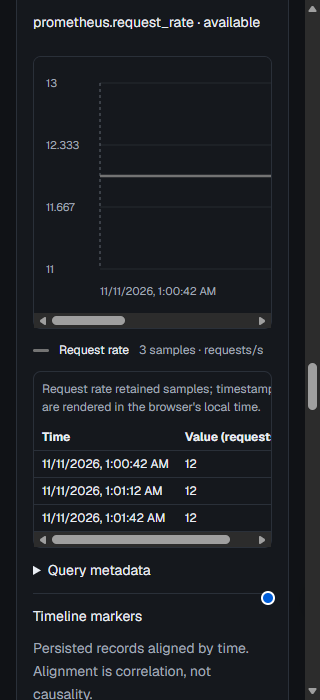 prometheus.request_rate · available
13
12.333
11.667
11
11/11/2026, 1:00:42 AM
Request rate 3 samples · requests/s
Request rate retained samples; timestamp
are rendered in the browser's local time.
Time Value (requests
11/11/2026, 1:00:42 AM 12
11/11/2026, 1:01:12 AM 12
11/11/2026, 1:01:42 AM 12
Query metadata
Timeline markers
Persisted records aligned by time.
Alignment is correlation, not
causality.